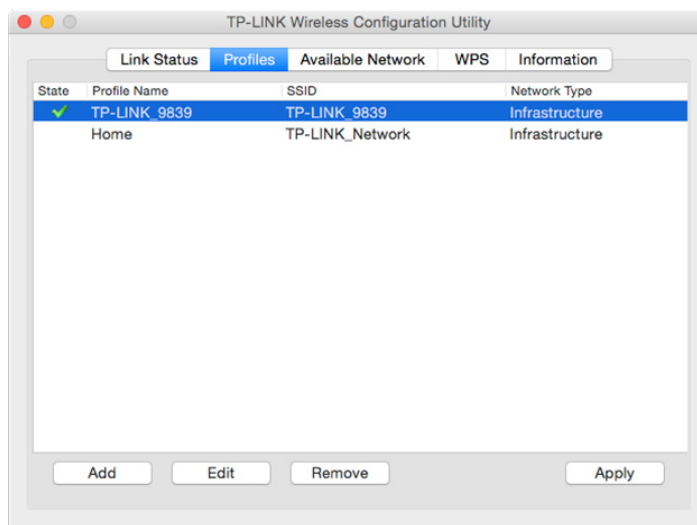 TP-LINK Wireless Configuration Utility
Link Status Profiles Available Network WPS Information
State Profile Name SSID Network Type
TP-LINK_9839 TP-LINK_9839 Infrastructure
Home TP-LINK_Network Infrastructure
Add Edit Remove Apply